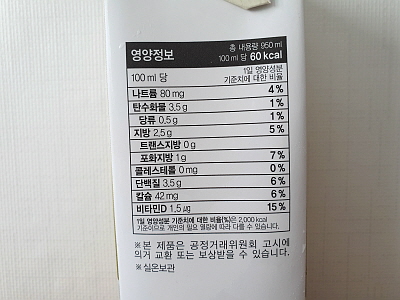 영양정보
총 내용량 950 ml
100 ml 당 60 kcal
100 ml 당
1일 영양성분
기준치에 대한 비율
나트륨 80 mg 4 %
탄수화물 3.5 g 1 %
당류 0.5 g 1 %
지방 2.5 g 5 %
트랜스지방 0 g
포화지방 1 g 7 %
콜레스테롤 0 mg 0 %
단백질 3.5 g 6 %
칼슘 42 mg 6 %
비타민D 1.5 μg 15 %
1일 영양성분 기준치에 대한 비율(%)은 2,000 kcal
기준이므로 개인의 필요 열량에 따라 다를 수 있습니다.
※본 제품은 공정거래위원회 고시에
의거 교환 또는 보상받을 수 있습니다.
※실온보관